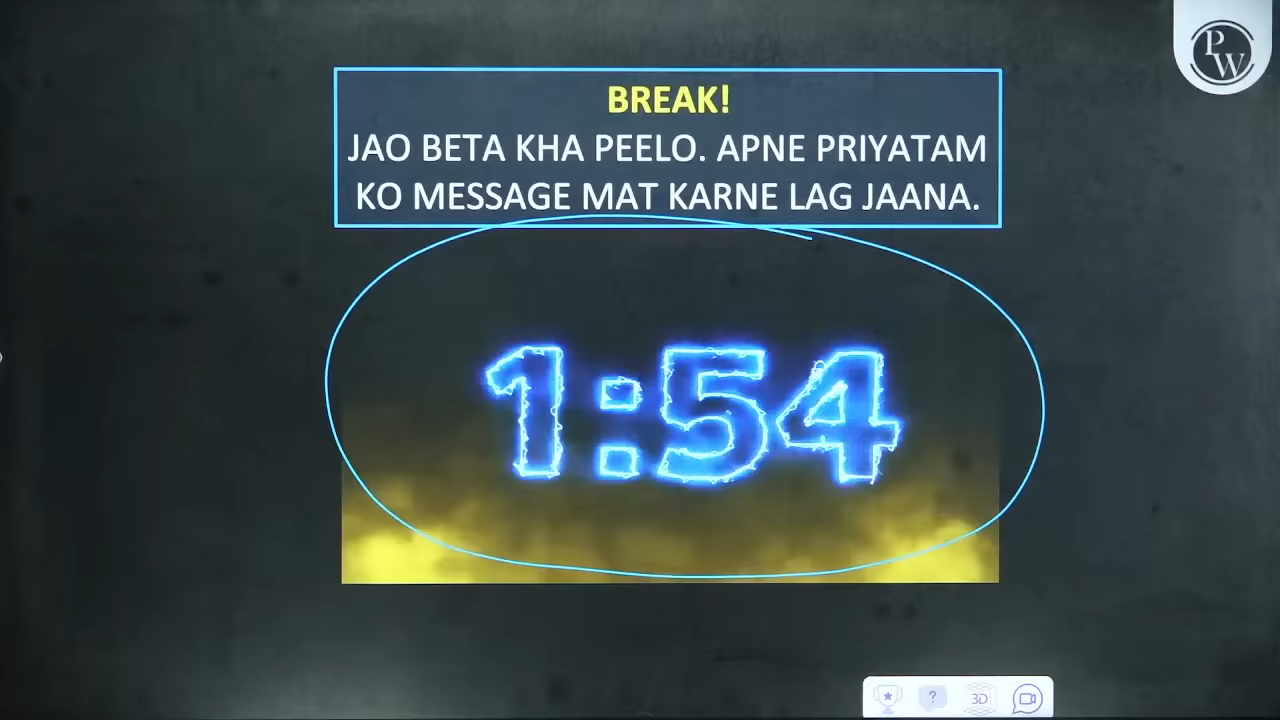 PW
BREAK!
JAO BETA KHA PEELO. APNE PRIYATAM
KO MESSAGE MAT KARNE LAG JAANA.
1:54
?
3D